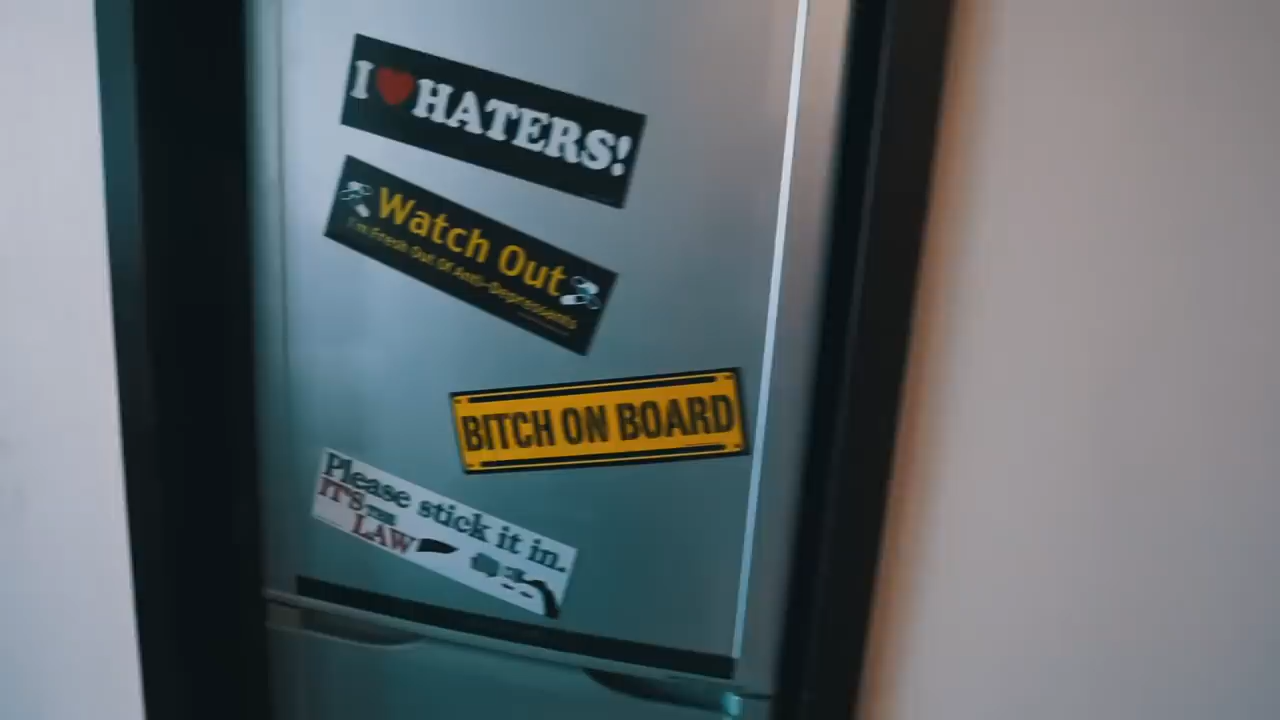 I ❤ HATERS!
Watch Out
I'm Fresh Out Of Anti-Depressants
BITCH ON BOARD
Please stick it in.
IT'S THE
LAW